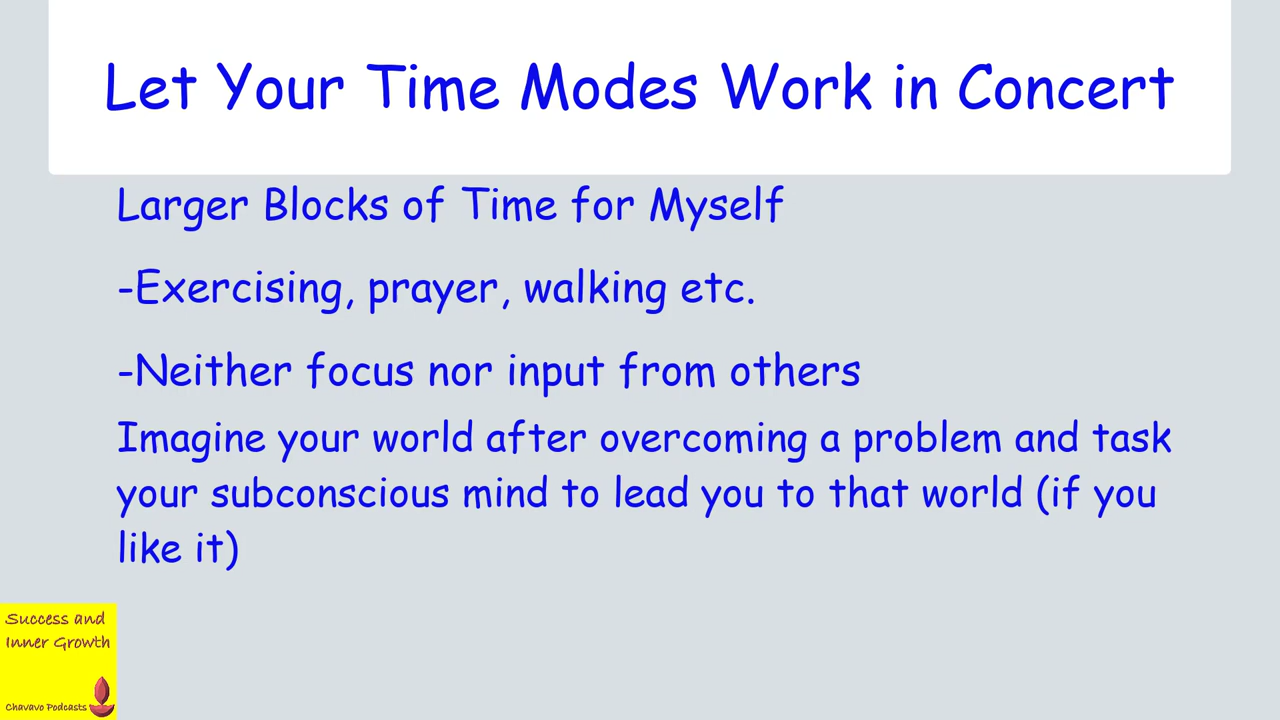 Let Your Time Modes Work in Concert
Larger Blocks of Time for Myself
-Exercising, prayer, walking etc.
-Neither focus nor input from others
Imagine your world after overcoming a problem and task
your subconscious mind to lead you to that world (if you
like it)
Success and
Inner Growth
Chavavo Podcasts